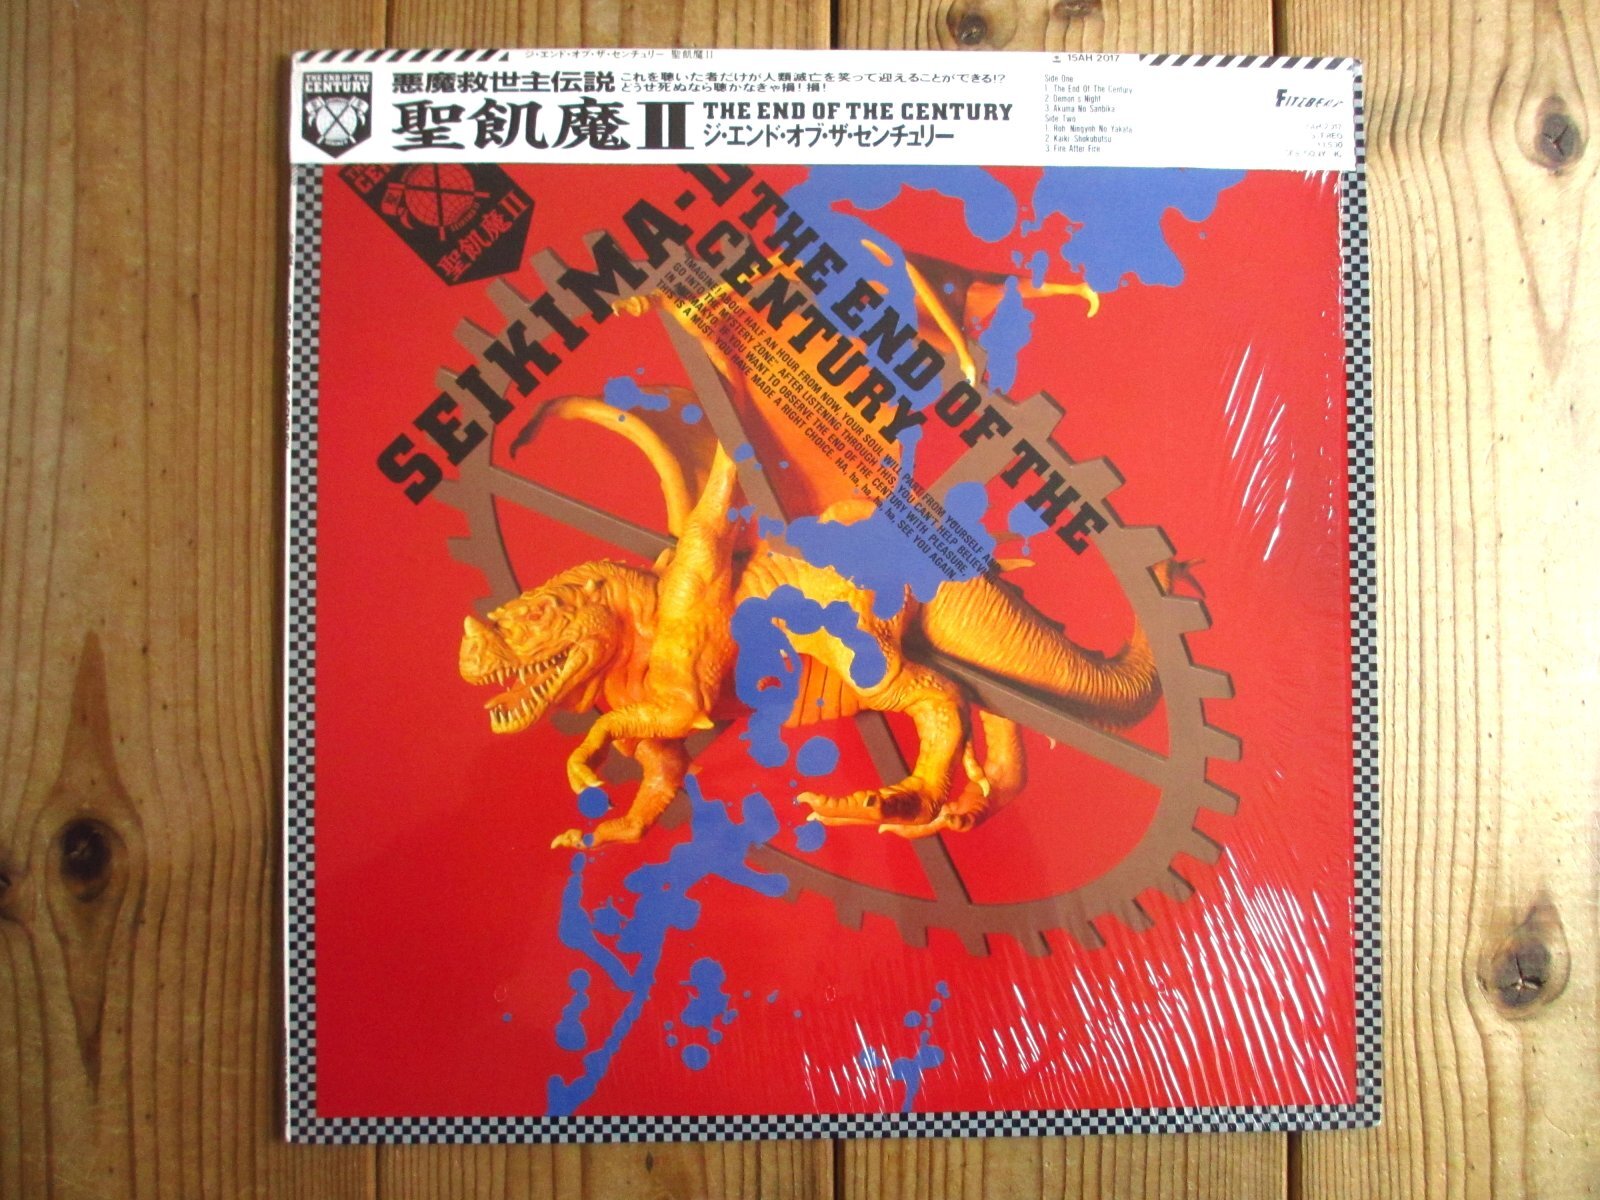 ジ・エンド・オブ・ザ・センチュリー 聖飢魔II
15AH 2017
THE END OF THE
CENTURY
悪魔救世主伝説
これを聴いた者だけが人類滅亡を笑って迎えることができる!?
どうせ死ぬなら聴かなきゃ損!損!
聖飢魔II
THE END OF THE CENTURY
ジ・エンド・オブ・ザ・センチュリー
Side One
1. The End Of The Century
2. Demon's Night
3. Akuma No Sanbika
Side Two
1. Roh Ningyoh No Yakata
2. Kaiki Shokubutsu
3. Fire After Fire
FITZBEAT
聖飢魔II
SEIKIMA-II
THE END OF THE
CENTURY
"IMAGINE! ABOUT HALF AN HOUR FROM NOW, YOUR SOUL WILL PART FROM YOURSELF AND
GO INTO THE MYSTERY ZONE" AFTER LISTENING THROUGH THIS, YOU CAN'T HELP BELIEVING
IN AKUMAKYO. IF YOU WANT TO OBSERVE THE END OF THE CENTURY WITH PLEASURE,
THIS IS A MUST. YOU HAVE MADE A RIGHT CHOICE. HA, ha, ha, ha, ha, SEE YOU AGAIN.